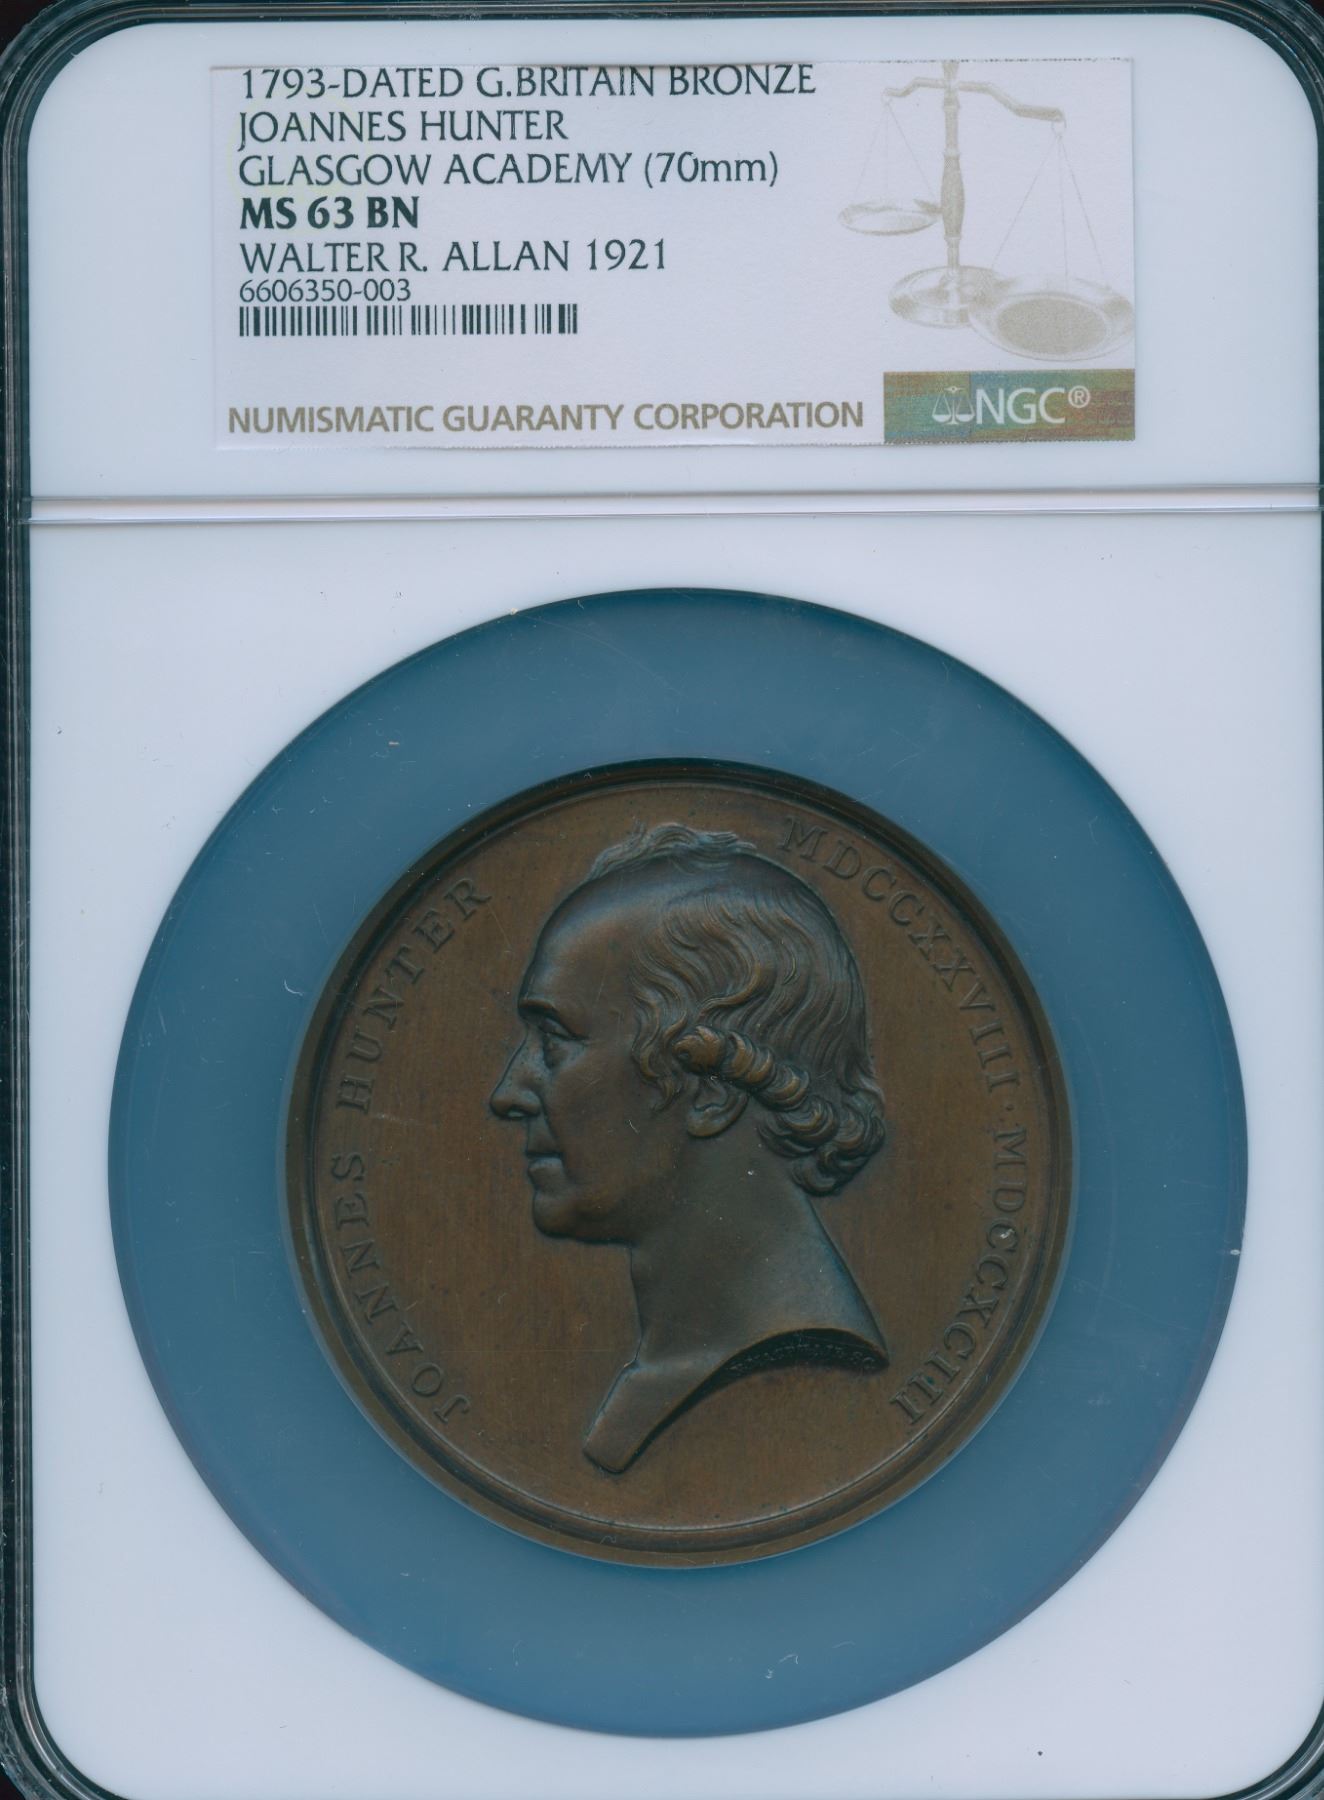 1793-DATED G.BRITAIN BRONZE
JOANNES HUNTER
GLASGOW ACADEMY (70mm)
MS 63 BN
WALTER R. ALLAN 1921
6606350-003
NUMISMATIC GUARANTY CORPORATION
NGC®
JOANNES HUNTER
MDCCXXVIII·MDCCXCIII